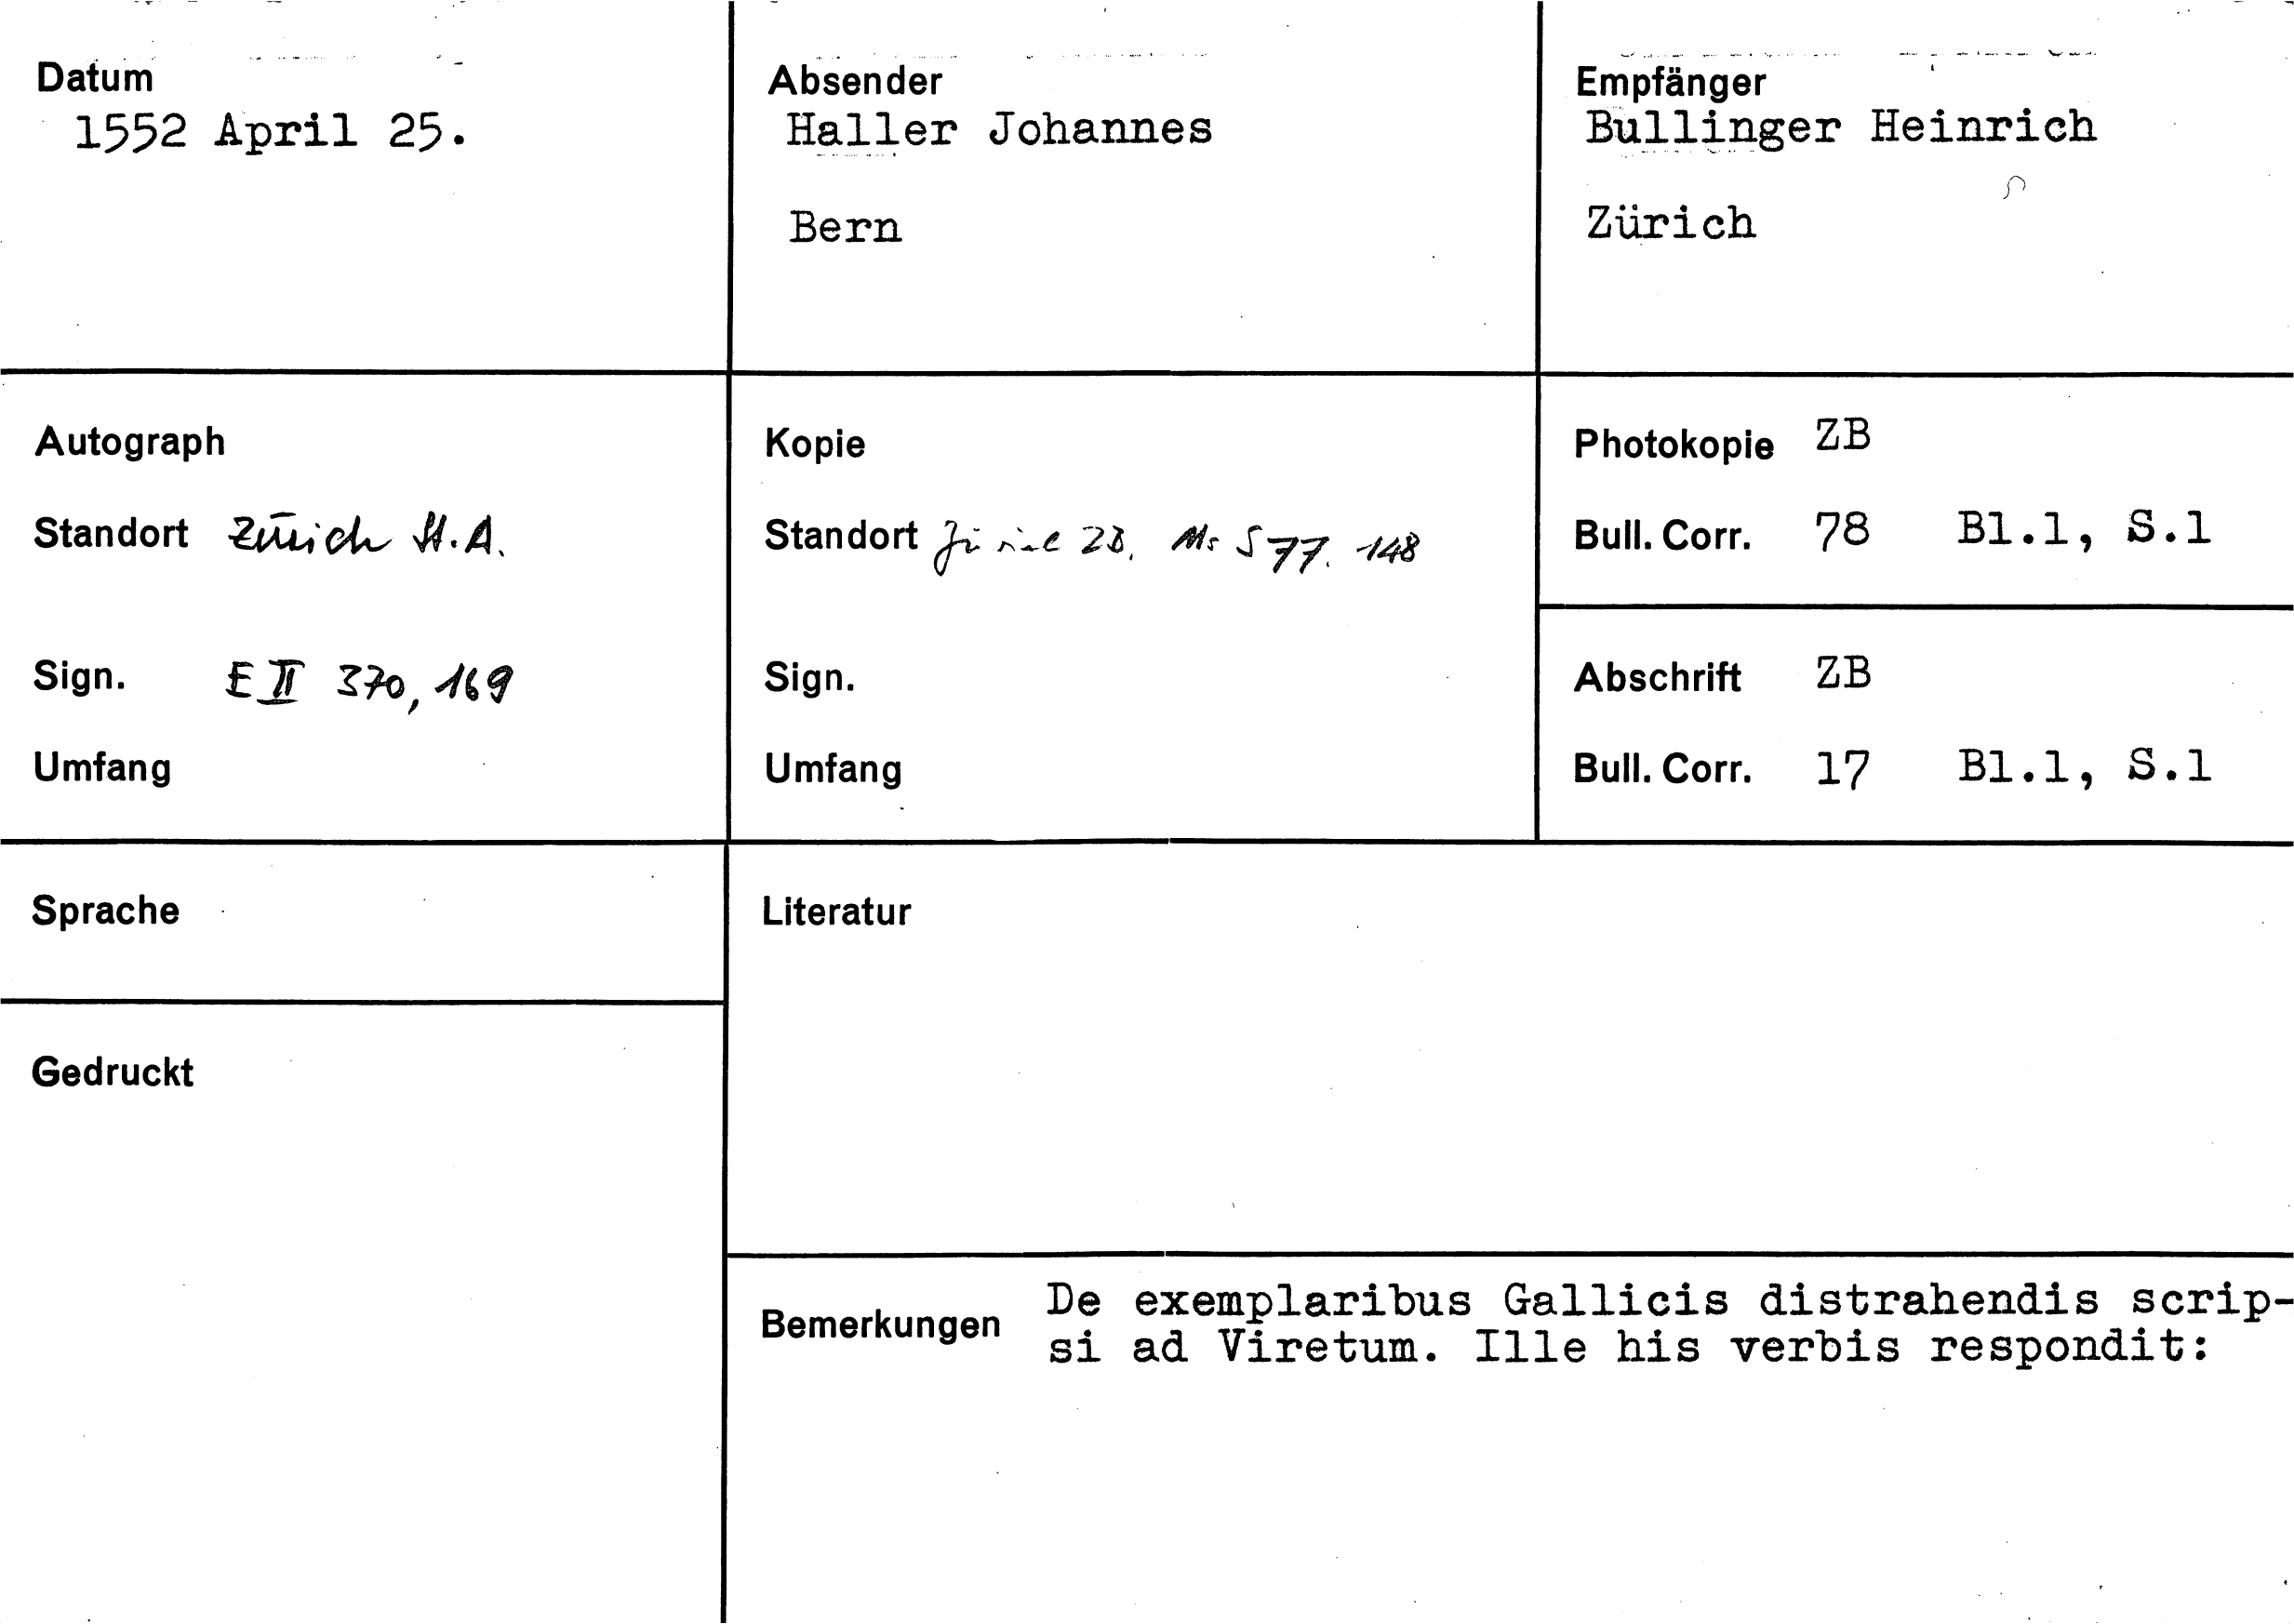 Datum
1552 April 25.
Absender
Haller Johannes
Bern
Empfänger
Bullinger Heinrich
Zürich
Autograph
Standort Zürich St.A.
Sign. E II 370, 169
Umfang
Kopie
Standort Zürich ZB. Ms S 77. 148
Sign.
Umfang
Photokopie ZB
Bull. Corr. 78 Bl.1, S.1
Abschrift ZB
Bull. Corr. 17 Bl.1, S.1
Sprache
Gedruckt
Literatur
Bemerkungen
De exemplaribus Gallicis distrahendis scrip-
si ad Viretum. Ille his verbis respondit: